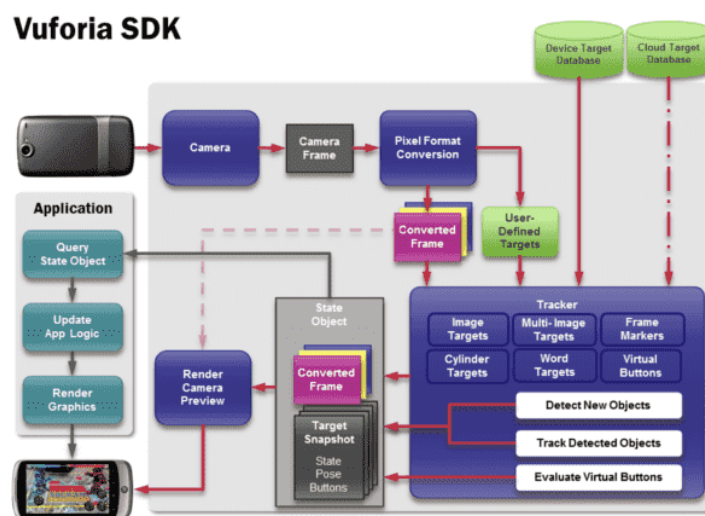 Vuforia SDK
Device Target
Database
Cloud Target
Database
Camera
Camera
Frame
Pixel Format
Conversion
Application
Query
State Object
Update
App Logic
Render
Graphics
Converted
Frame
User-
Defined
Targets
Render
Camera
Preview
State
Object
Converted
Frame
Target
Snapshot
State
Pose
Buttons
Tracker
Image
Targets
Multi-Image
Targets
Frame
Markers
Cylinder
Targets
Word
Targets
Virtual
Buttons
Detect New Objects
Track Detected Objects
Evaluate Virtual Buttons